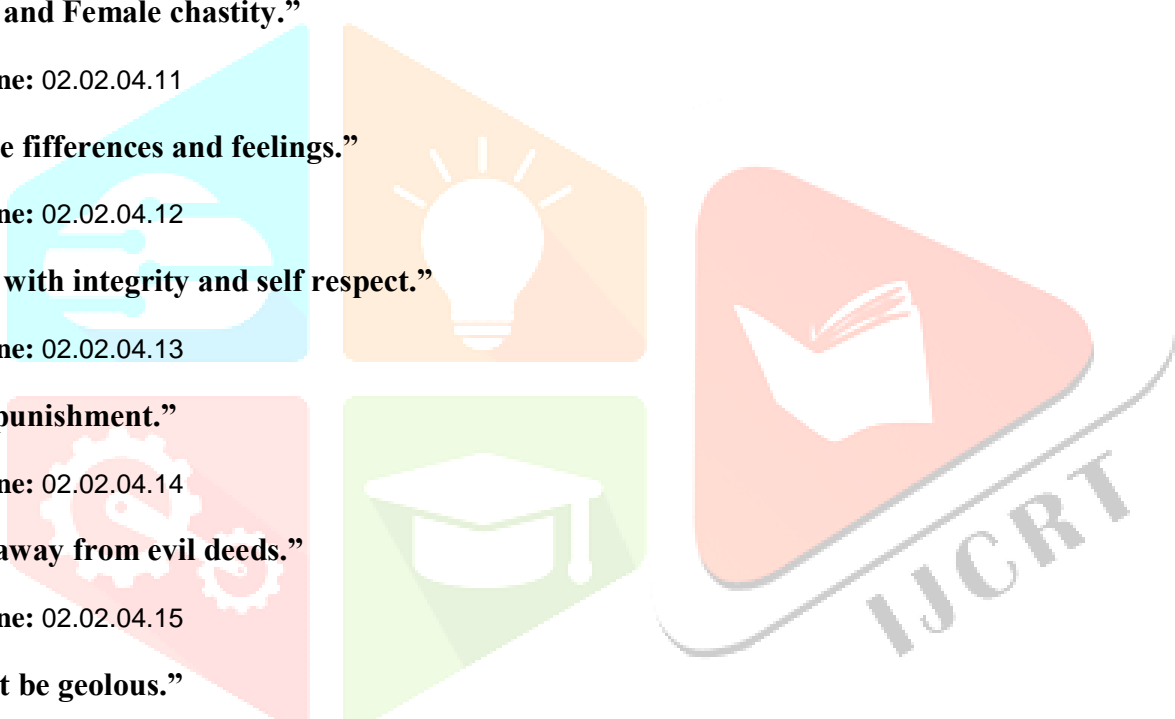 and Female chastity.”
ne: 02.02.04.11
e fifferences and feelings.”
ne: 02.02.04.12
with integrity and self respect.”
ne: 02.02.04.13
punishment.”
ne: 02.02.04.14
away from evil deeds.”
ne: 02.02.04.15
t be geolous.”
IJCRT